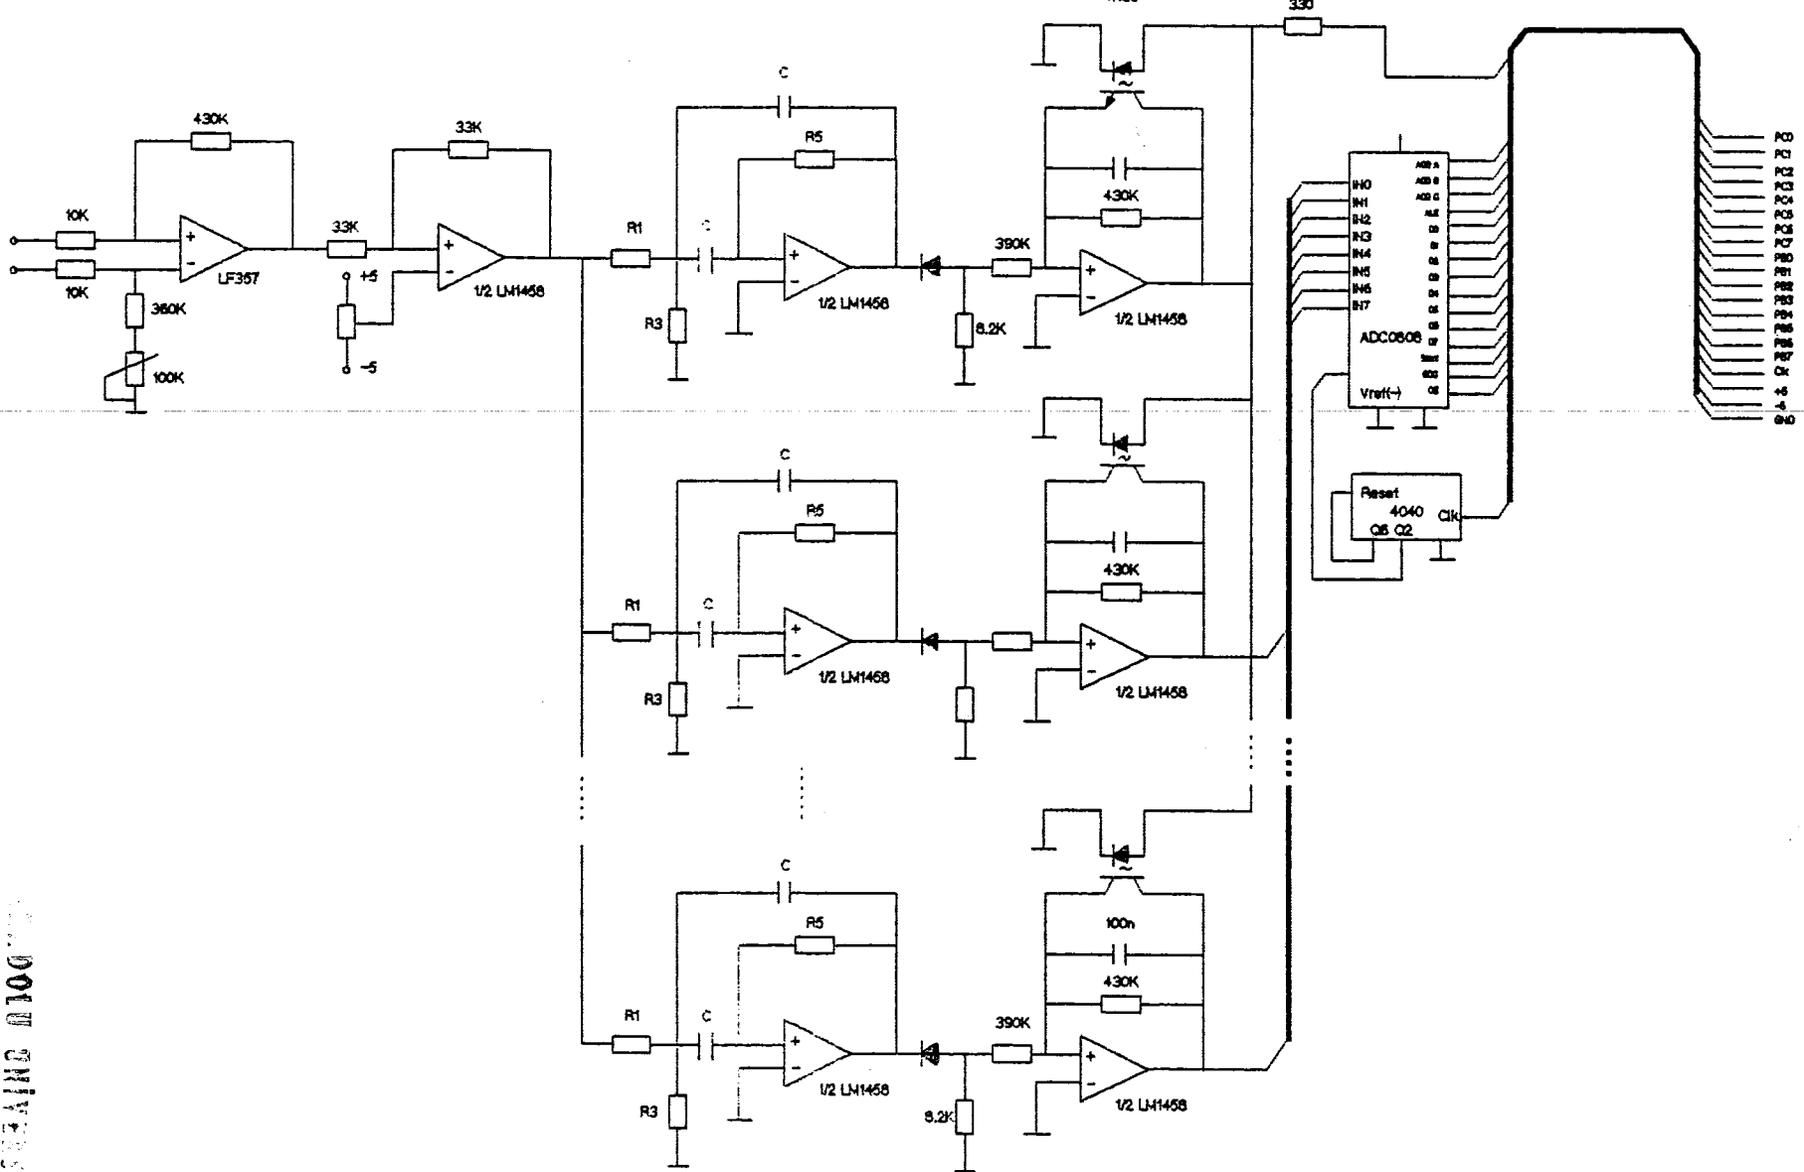 330
C
430K
33K
R5
10K
33K
R1
C
430K
390K
10K
LF357
+5
1/2 LM1458
1/2 LM1458
1/2 LM1458
360K
R3
8.2K
100K
-5
IN0
IN1
IN2
IN3
IN4
IN5
IN6
IN7
ADC0808
Vref(-)
ADD A
ADD B
ADD C
ALE
PC0
PC1
PC2
PC3
PC4
PC5
PC6
PC7
PB0
PB1
PB2
PB3
PB4
PB5
PB6
PB7
Clk
+5
-5
GND
Reset
4040
Clk
Q6 Q2
C
R5
430K
R1
C
1/2 LM1458
1/2 LM1458
R3
C
R5
100n
430K
R1
C
390K
1/2 LM1458
1/2 LM1458
R3
8.2K